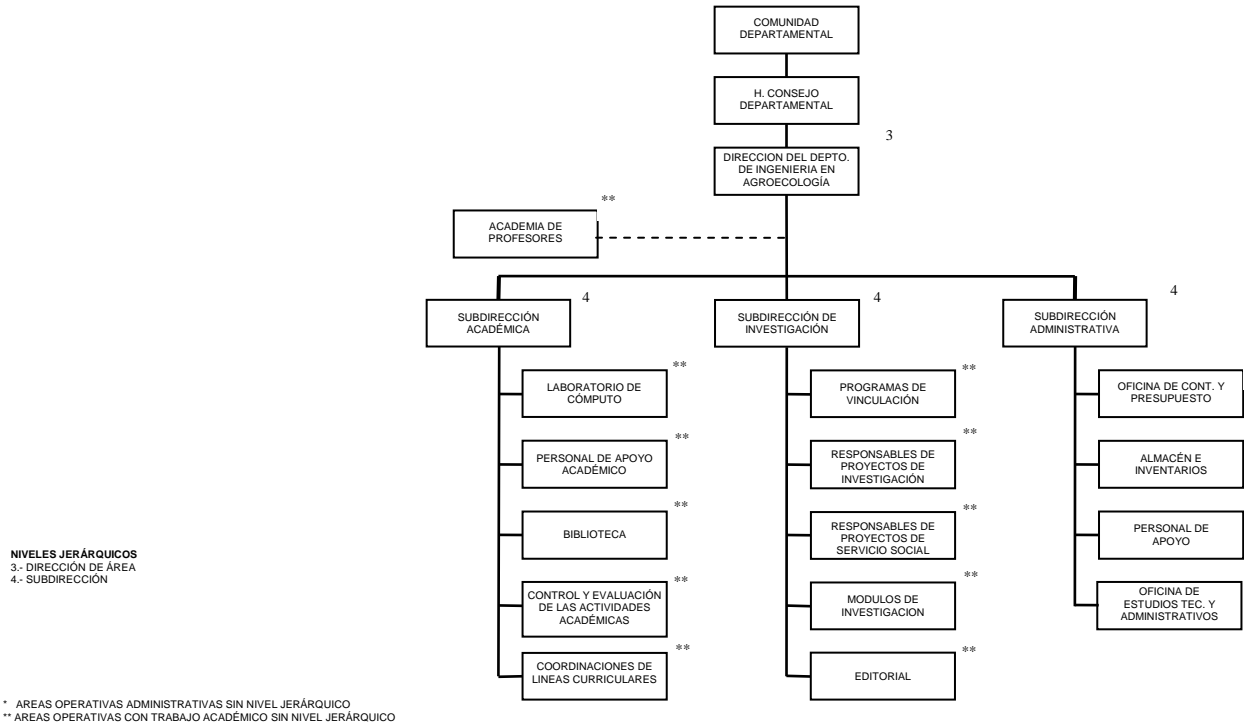 COMUNIDAD
DEPARTAMENTAL
H. CONSEJO
DEPARTAMENTAL
3
DIRECCION DEL DEPTO.
DE INGENIERIA EN
AGROECOLOGÍA
**
ACADEMIA DE
PROFESORES
4
SUBDIRECCIÓN
ACADÉMICA
4
SUBDIRECCIÓN DE
INVESTIGACIÓN
4
SUBDIRECCIÓN
ADMINISTRATIVA
**
LABORATORIO DE
CÓMPUTO
**
PERSONAL DE APOYO
ACADÉMICO
**
BIBLIOTECA
**
CONTROL Y EVALUACIÓN
DE LAS ACTIVIDADES
ACADÉMICAS
**
COORDINACIONES DE
LINEAS CURRICULARES
**
PROGRAMAS DE
VINCULACIÓN
**
RESPONSABLES DE
PROYECTOS DE
INVESTIGACIÓN
**
RESPONSABLES DE
PROYECTOS DE
SERVICIO SOCIAL
**
MODULOS DE
INVESTIGACION
**
EDITORIAL
OFICINA DE CONT. Y
PRESUPUESTO
ALMACÉN E
INVENTARIOS
PERSONAL DE
APOYO
OFICINA DE
ESTUDIOS TEC. Y
ADMINISTRATIVOS
NIVELES JERÁRQUICOS
3.- DIRECCIÓN DE ÁREA
4.- SUBDIRECCIÓN
* AREAS OPERATIVAS ADMINISTRATIVAS SIN NIVEL JERÁRQUICO
** AREAS OPERATIVAS CON TRABAJO ACADÉMICO SIN NIVEL JERÁRQUICO